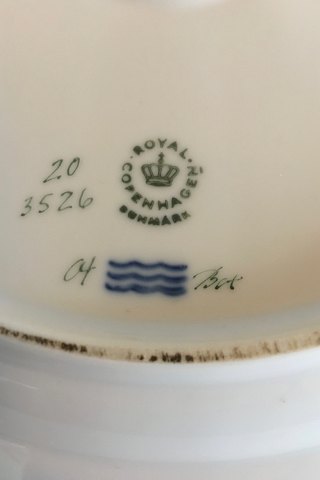 ROYAL
COPENHAGEN
DENMARK
20
3526
04